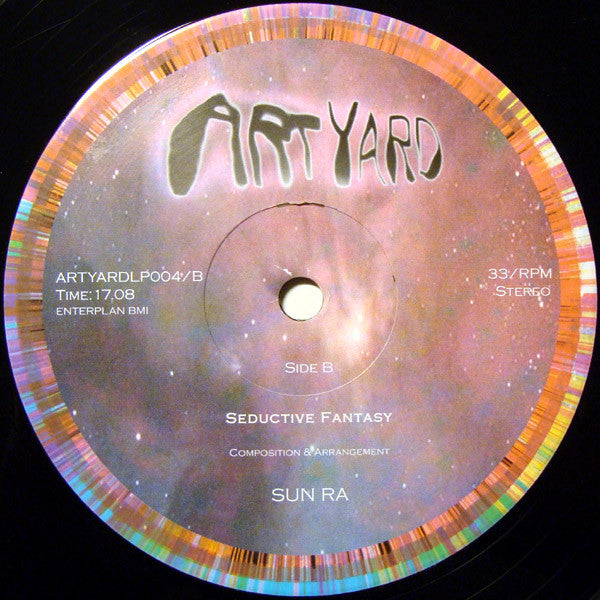 ART YARD
ARTYARDLP004/B
TIME: 17,08
ENTERPLAN BMI
33/RPM
STEREO
SIDE B
SEDUCTIVE FANTASY
COMPOSITION & ARRANGEMENT
SUN RA